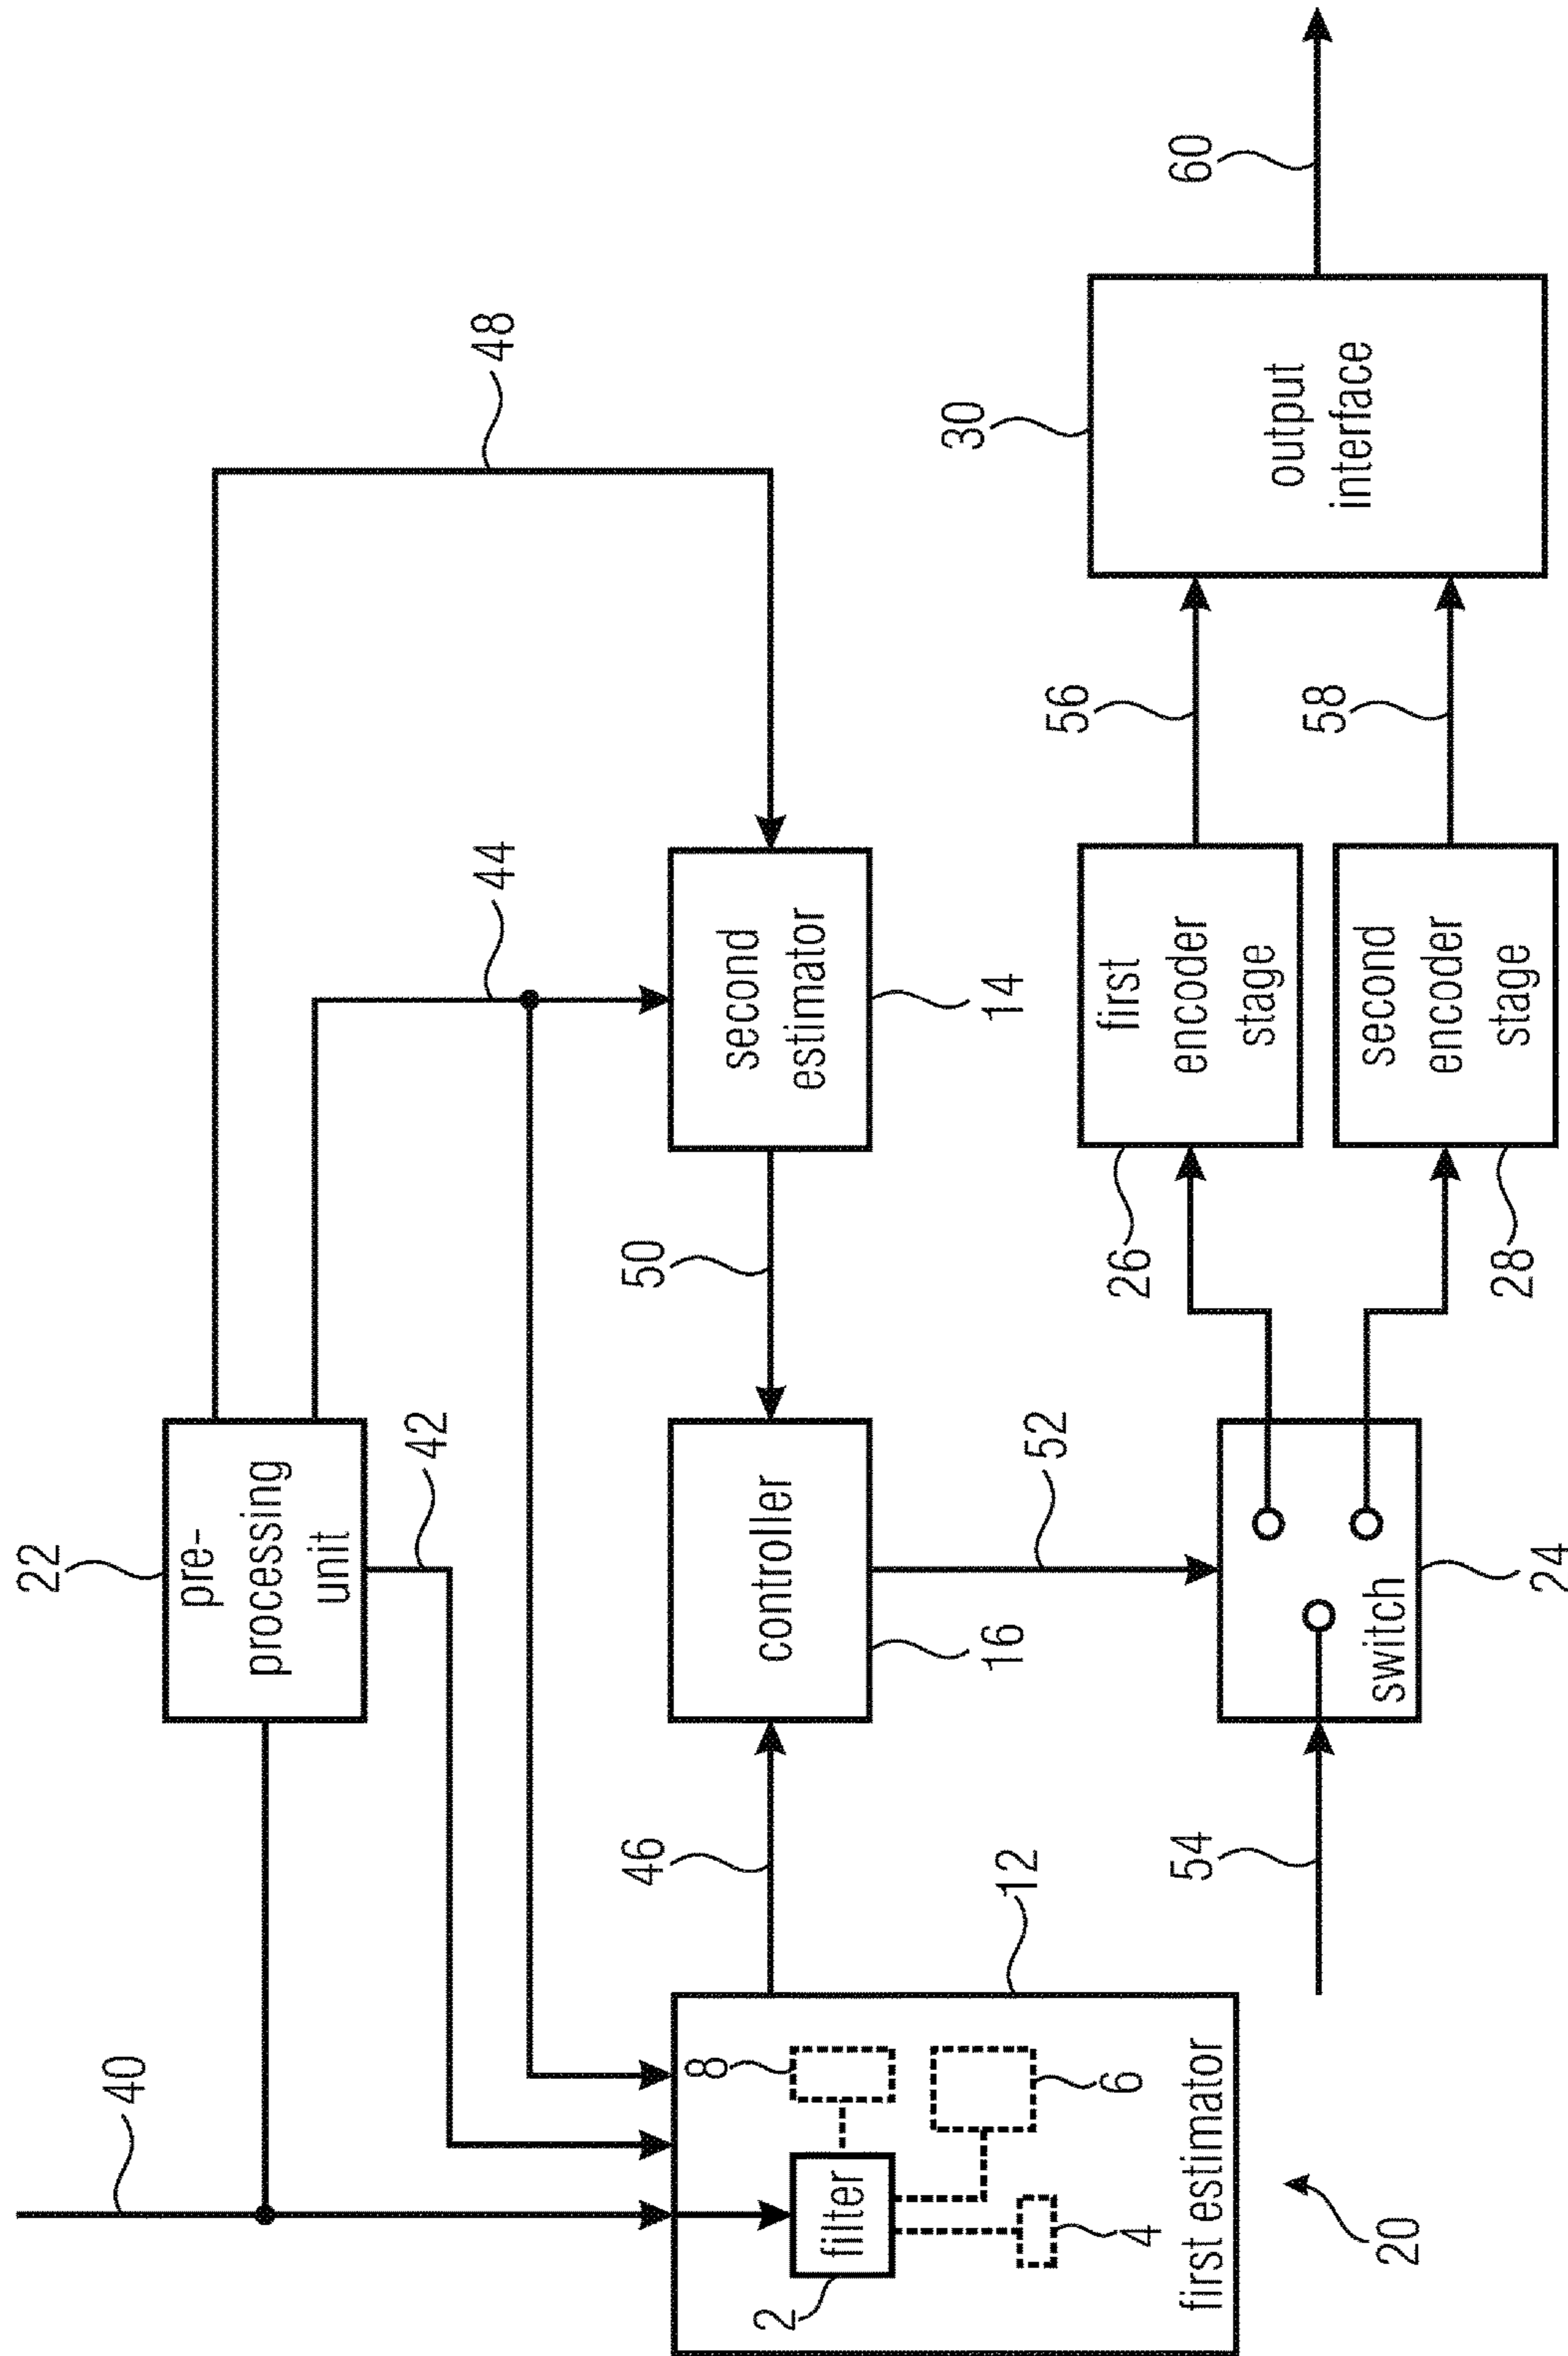 40
22
pre-
processing
unit
42
44
48
8
filter
2
6
4
first estimator
12
20
46
controller
16
50
second
estimator
14
52
54
switch
24
26
first
encoder
stage
28
second
encoder
stage
56
58
30
output
interface
60